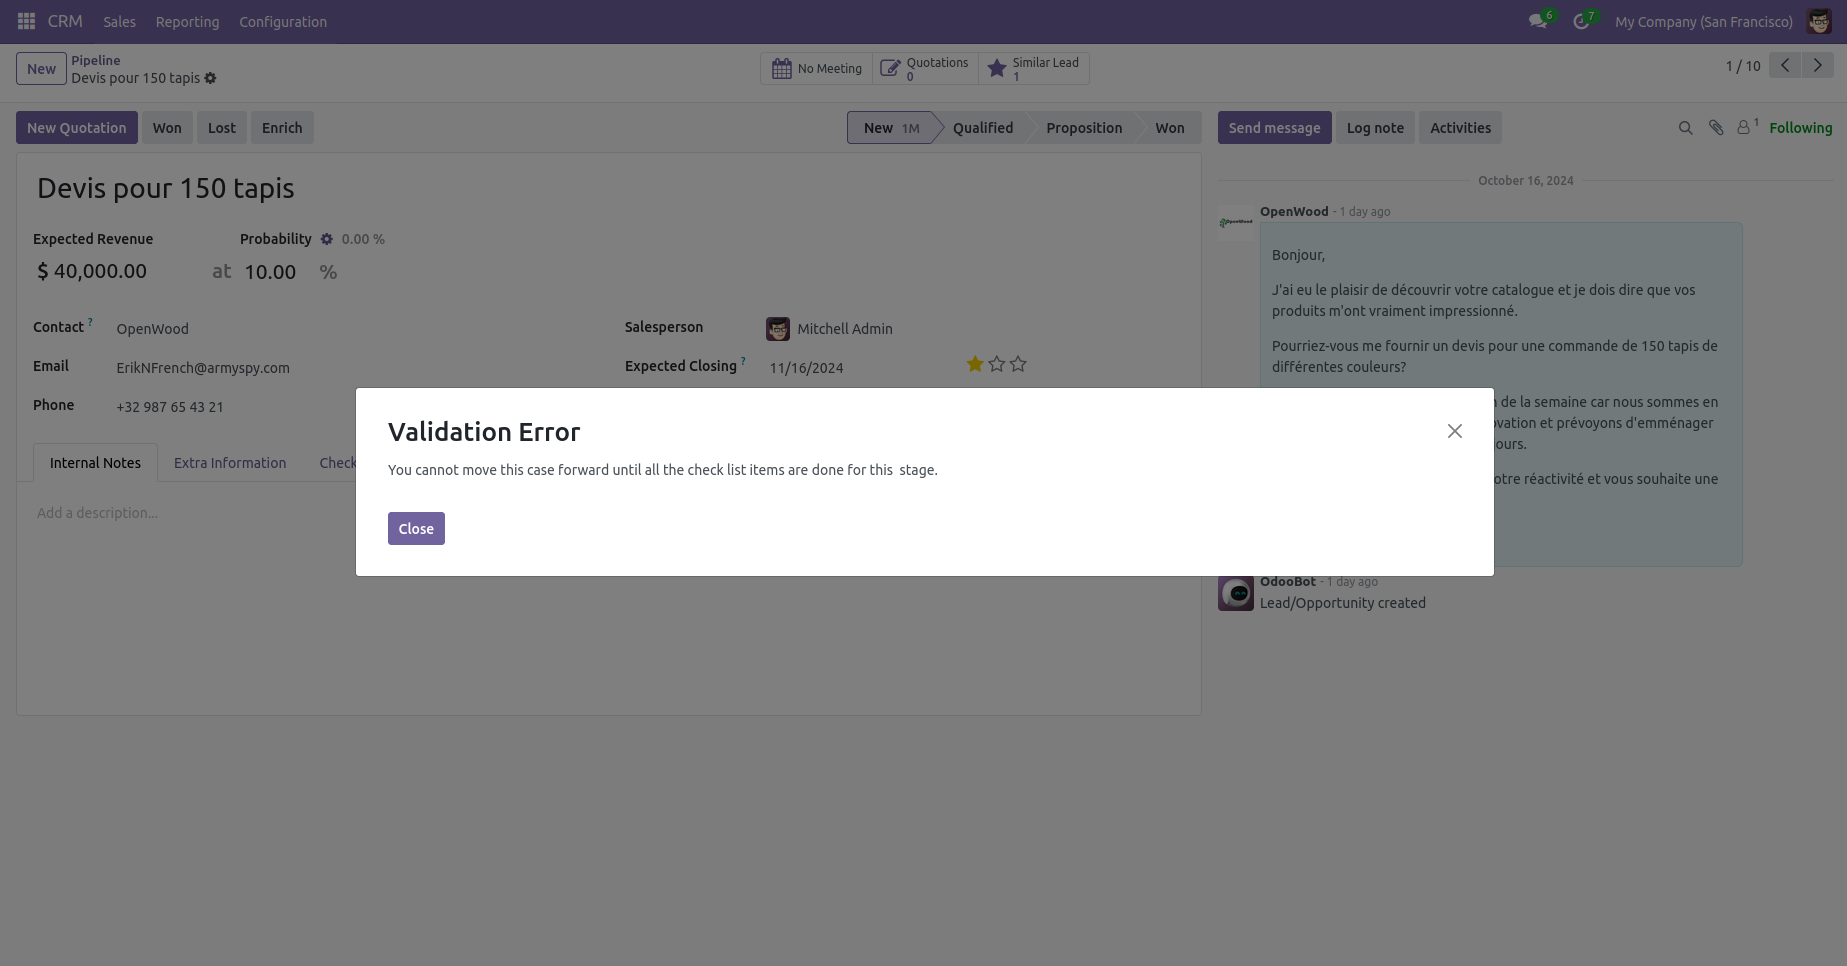 CRM Sales Reporting Configuration
6 7 My Company (San Francisco)
New
Pipeline
Devis pour 150 tapis
No Meeting
Quotations
0
Similar Lead
1
1 / 10
New Quotation Won Lost Enrich
New 1M Qualified Proposition Won
Send message Log note Activities
1 Following
Devis pour 150 tapis
Expected Revenue Probability 0.00 %
$ 40,000.00 at 10.00 %
Contact ? OpenWood
Email ErikNFrench@armyspy.com
Phone +32 987 65 43 21
Salesperson Mitchell Admin
Expected Closing ? 11/16/2024
Internal Notes Extra Information Check
Add a description...
Validation Error
You cannot move this case forward until all the check list items are done for this  stage.
Close
October 16, 2024
OpenWood
OpenWood - 1 day ago
Bonjour,
J'ai eu le plaisir de découvrir votre catalogue et je dois dire que vos
produits m'ont vraiment impressionné.
Pourriez-vous me fournir un devis pour une commande de 150 tapis de
différentes couleurs?
de la semaine car nous sommes en
et prévoyons d'emménager
réactivité et vous souhaite une
OdooBot - 1 day ago
Lead/Opportunity created